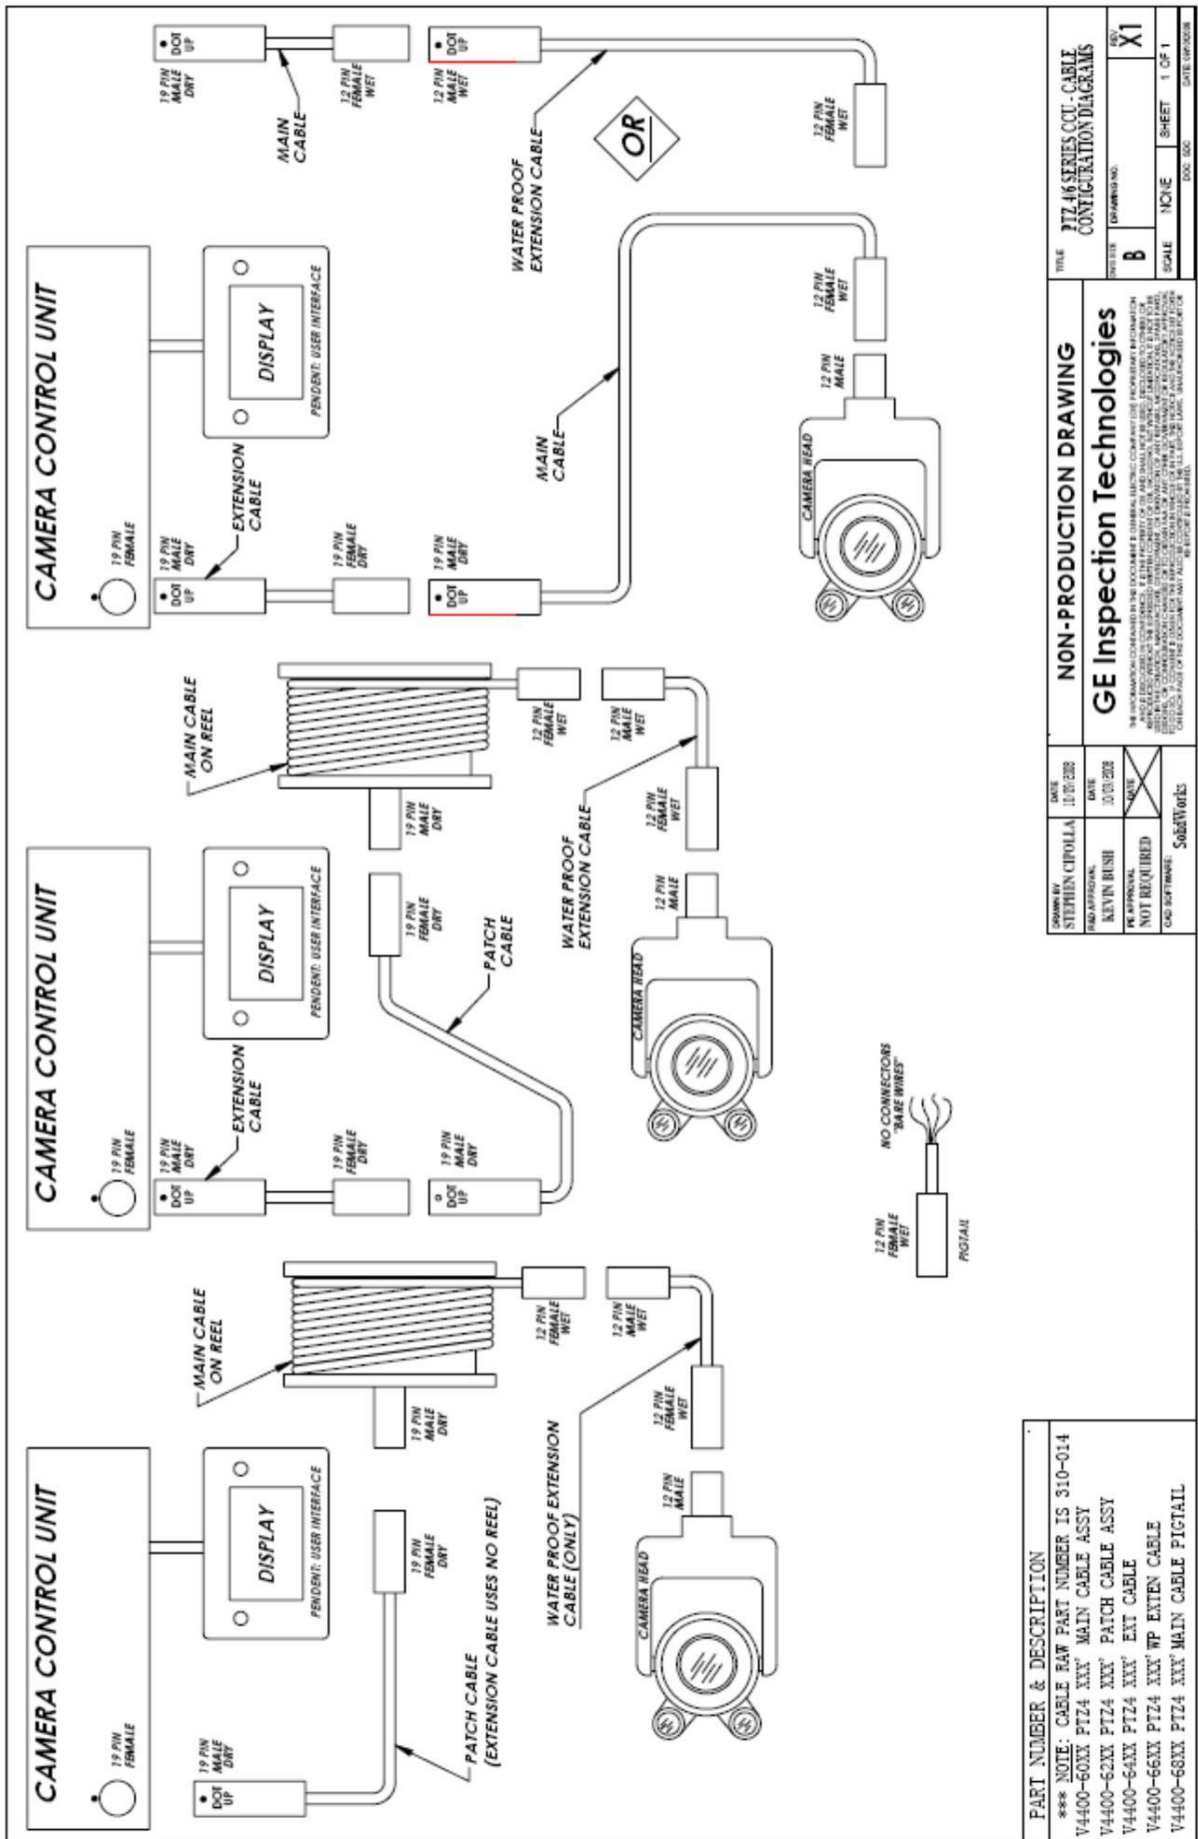 CAMERA CONTROL UNIT
19 PIN
FEMALE
19 PIN
MALE
DRY
DOT
UP
DISPLAY
PENDENT: USER INTERFACE
PATCH CABLE
(EXTENSION CABLE USES NO REEL)
19 PIN
FEMALE
DRY
19 PIN
MALE
DRY
MAIN CABLE
ON REEL
12 PIN
FEMALE
WET
12 PIN
MALE
WET
WATER PROOF EXTENSION
CABLE (ONLY)
12 PIN
FEMALE
WET
12 PIN
MALE
CAMERA HEAD
CAMERA CONTROL UNIT
19 PIN
FEMALE
19 PIN
MALE
DRY
DOT
UP
EXTENSION
CABLE
DISPLAY
PENDENT: USER INTERFACE
19 PIN
FEMALE
DRY
DOT
UP
19 PIN
MALE
DRY
PATCH
CABLE
19 PIN
FEMALE
DRY
19 PIN
MALE
DRY
MAIN CABLE
ON REEL
12 PIN
FEMALE
WET
12 PIN
MALE
WET
WATER PROOF
EXTENSION CABLE
12 PIN
FEMALE
WET
12 PIN
MALE
CAMERA HEAD
NO CONNECTORS
"BARE WIRES"
12 PIN
FEMALE
WET
PIGTAIL
CAMERA CONTROL UNIT
19 PIN
FEMALE
19 PIN
MALE
DRY
DOT
UP
EXTENSION
CABLE
DISPLAY
PENDENT: USER INTERFACE
19 PIN
FEMALE
DRY
19 PIN
MALE
DRY
DOT
UP
MAIN
CABLE
12 PIN
FEMALE
WET
12 PIN
MALE
CAMERA HEAD
OR
19 PIN
MALE
DRY
DOT
UP
MAIN
CABLE
12 PIN
FEMALE
WET
12 PIN
MALE
WET
DOT
UP
WATER PROOF
EXTENSION CABLE
12 PIN
FEMALE
WET
PART NUMBER & DESCRIPTION
*** NOTE: CABLE RAW PART NUMBER IS 310-014
V4400-60XX PTZ4 XXX' MAIN CABLE ASSY
V4400-62XX PTZ4 XXX' PATCH CABLE ASSY
V4400-64XX PTZ4 XXX' EXT CABLE
V4400-66XX PTZ4 XXX' WP EXTEN CABLE
V4400-68XX PTZ4 XXX' MAIN CABLE PIGTAIL
DRAWN BY
STEPHEN CIPOLLA
DATE
R&D APPROVAL
KEVIN BUSH
DATE
PE APPROVAL
NOT REQUIRED
DATE
CAD SOFTWARE:
SolidWorks
NON-PRODUCTION DRAWING
GE Inspection Technologies
TITLE
PTZ 4/6 SERIES CCU - CABLE
CONFIGURATION DIAGRAMS
B
DRAWING NO.
REV
X1
SCALE
NONE
SHEET
1 OF 1